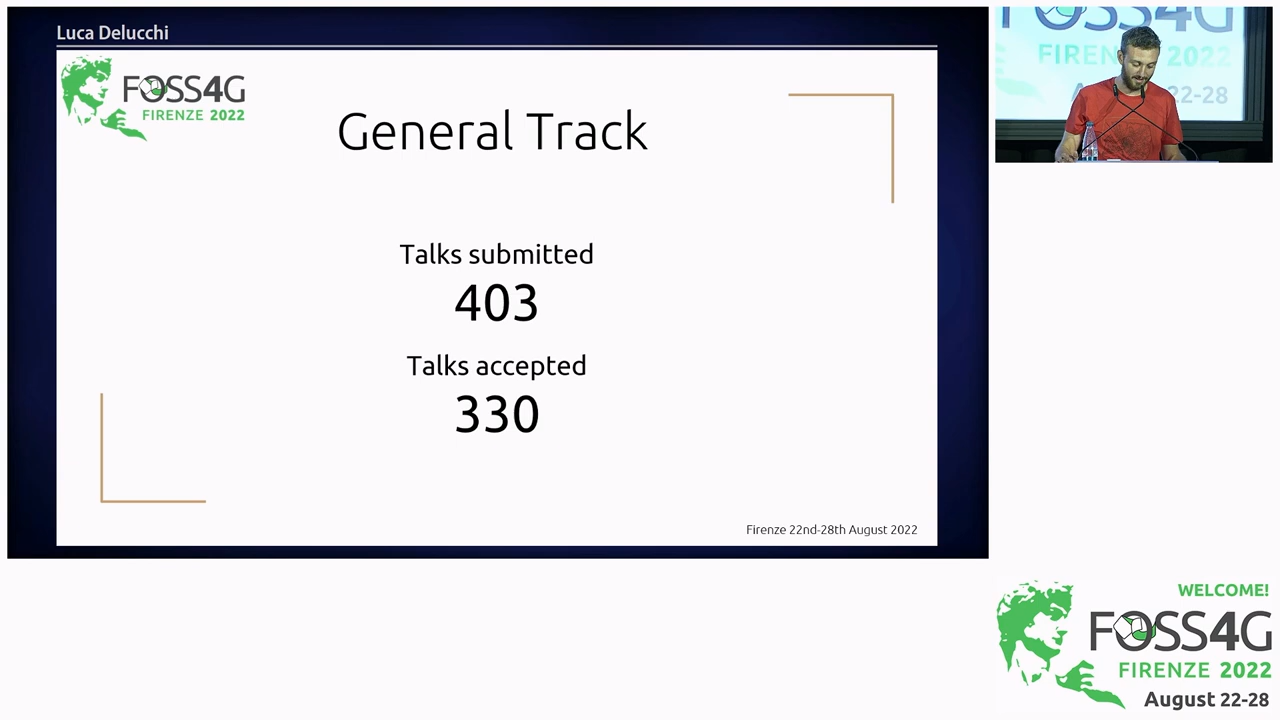 Luca Delucchi
FOSS4G
FIRENZE 2022
General Track
Talks submitted
403
Talks accepted
330
Firenze 22nd-28th August 2022
FOSS4G
FIRENZE 2022
22-28
WELCOME!
FOSS4G
FIRENZE 2022
August 22-28